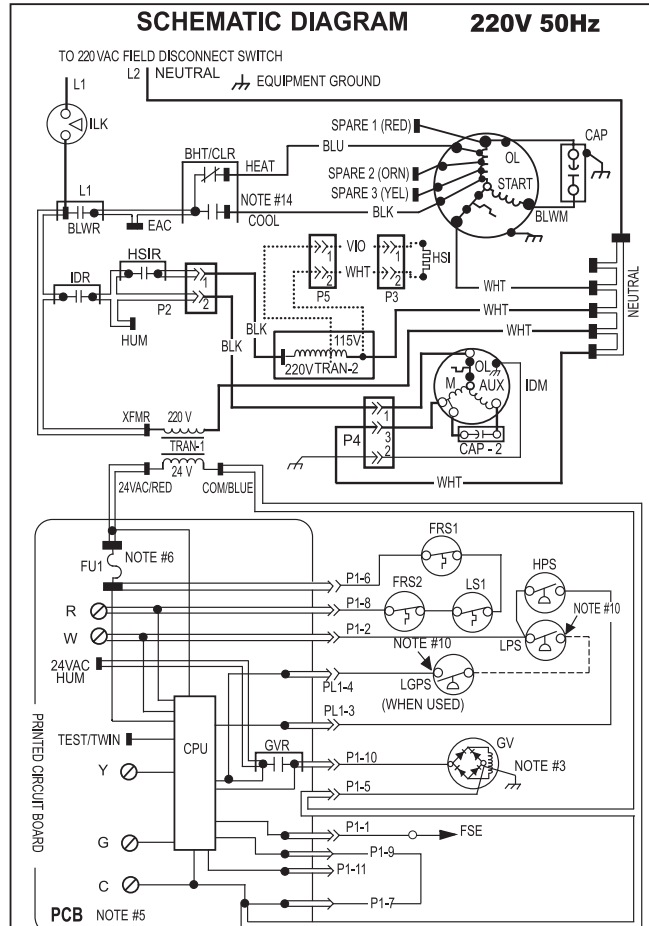 SCHEMATIC DIAGRAM 220V 50Hz
TO 220 VAC FIELD DISCONNECT SWITCH
L1
L2 NEUTRAL
EQUIPMENT GROUND
ILK
SPARE 1 (RED)
BLU
OL
CAP
BHT/CLR
HEAT
SPARE 2 (ORN)
SPARE 3 (YEL)
START
NOTE #14
COOL
BLK
BLWM
L1
BLWR
EAC
HSIR
IDR
1
2
P2
HUM
VIO
WHT
1
2
P5
1
2
P3
HSI
WHT
WHT
WHT
NEUTRAL
BLK
BLK
115V
220V TRAN-2
OL
M
AUX
IDM
CAP - 2
1
3
2
P4
WHT
XFMR
220 V
TRAN-1
24 V
24VAC/RED
COM/BLUE
FU1
NOTE #6
P1-6
FRS1
R
P1-8
FRS2
LS1
HPS
NOTE #10
W
P1-2
LPS
24VAC
HUM
NOTE #10
PL1-4
LGPS
(WHEN USED)
PL1-3
PRINTED CIRCUIT BOARD
TEST/TWIN
CPU
GVR
Y
P1-10
GV
NOTE #3
P1-5
P1-1
FSE
G
P1-9
P1-11
C
P1-7
PCB NOTE #5